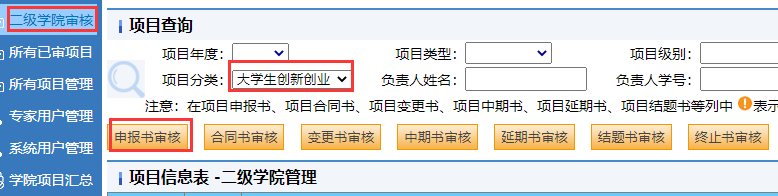 二级学院审核
所有已审项目
所有项目管理
专家用户管理
系统用户管理
学院项目汇总
项目查询
项目年度： 项目类型： 项目级别：
项目分类： 大学生创新创业 负责人姓名： 负责人学号：
注意：在项目申报书、项目合同书、项目变更书、项目中期书、项目延期书、项目结题书等列中 表示
申报书审核 合同书审核 变更书审核 中期书审核 延期书审核 结题书审核 终止书审核
项目信息表 -二级学院管理